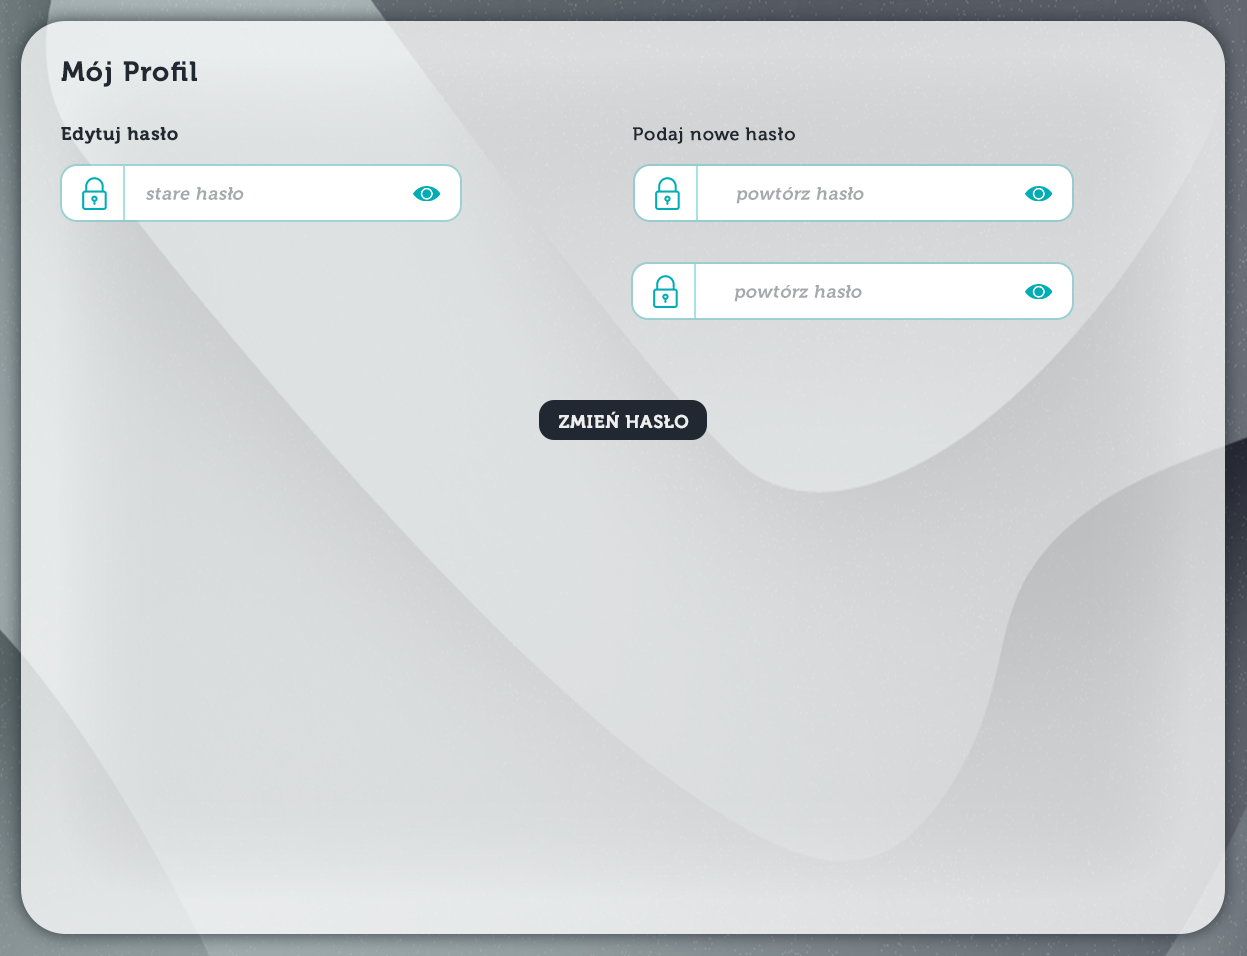 Mój Profil
Edytuj hasło
stare hasło
Podaj nowe hasło
powtórz hasło
powtórz hasło
ZMIEŃ HASŁO